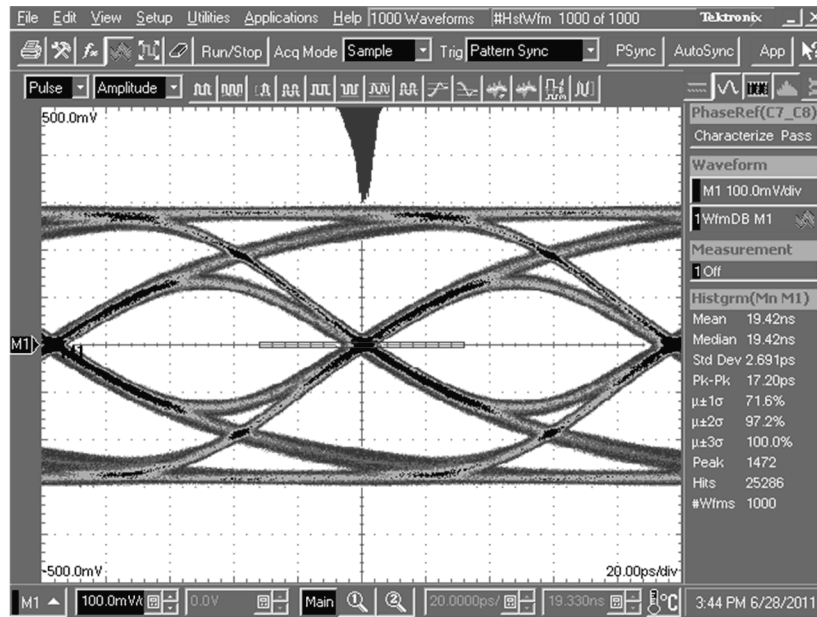 File Edit View Setup Utilities Applications Help 1000 Waveforms #HstWfm 1000 of 1000 Tektronix
Run/Stop Acq Mode Sample Trig Pattern Sync PSync AutoSync App
Pulse Amplitude
500.0mV
PhaseRef(C7_C8)
Characterize Pass
Waveform
M1 100.0mV/div
1 WfmDB M1
Measurement
1 Off
Histgrm(Mn M1)
Mean 19.42ns
Median 19.42ns
Std Dev 2.691ps
Pk-Pk 17.20ps
µ±1σ 71.6%
µ±2σ 97.2%
µ±3σ 100.0%
Peak 1472
Hits 25286
#Wfms 1000
M1
-500.0mV 20.00ps/div
M1 100.0mV/ 0.0V Main 1 2 20.0000ps/ 19.330ns °C 3:44 PM 6/28/2011